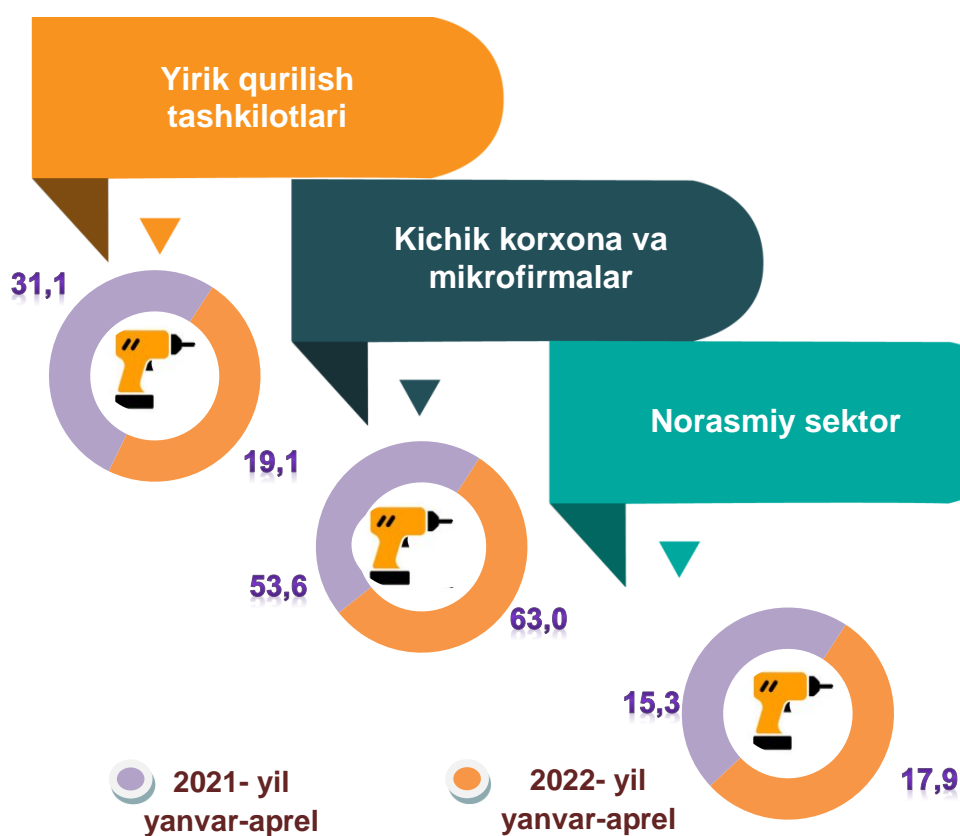 Yirik qurilish
tashkilotlari
Kichik korxona va
mikrofirmalar
31,1
19,1
Norasmiy sektor
53,6
63,0
15,3
17,9
2021- yil
yanvar-aprel
2022- yil
yanvar-aprel